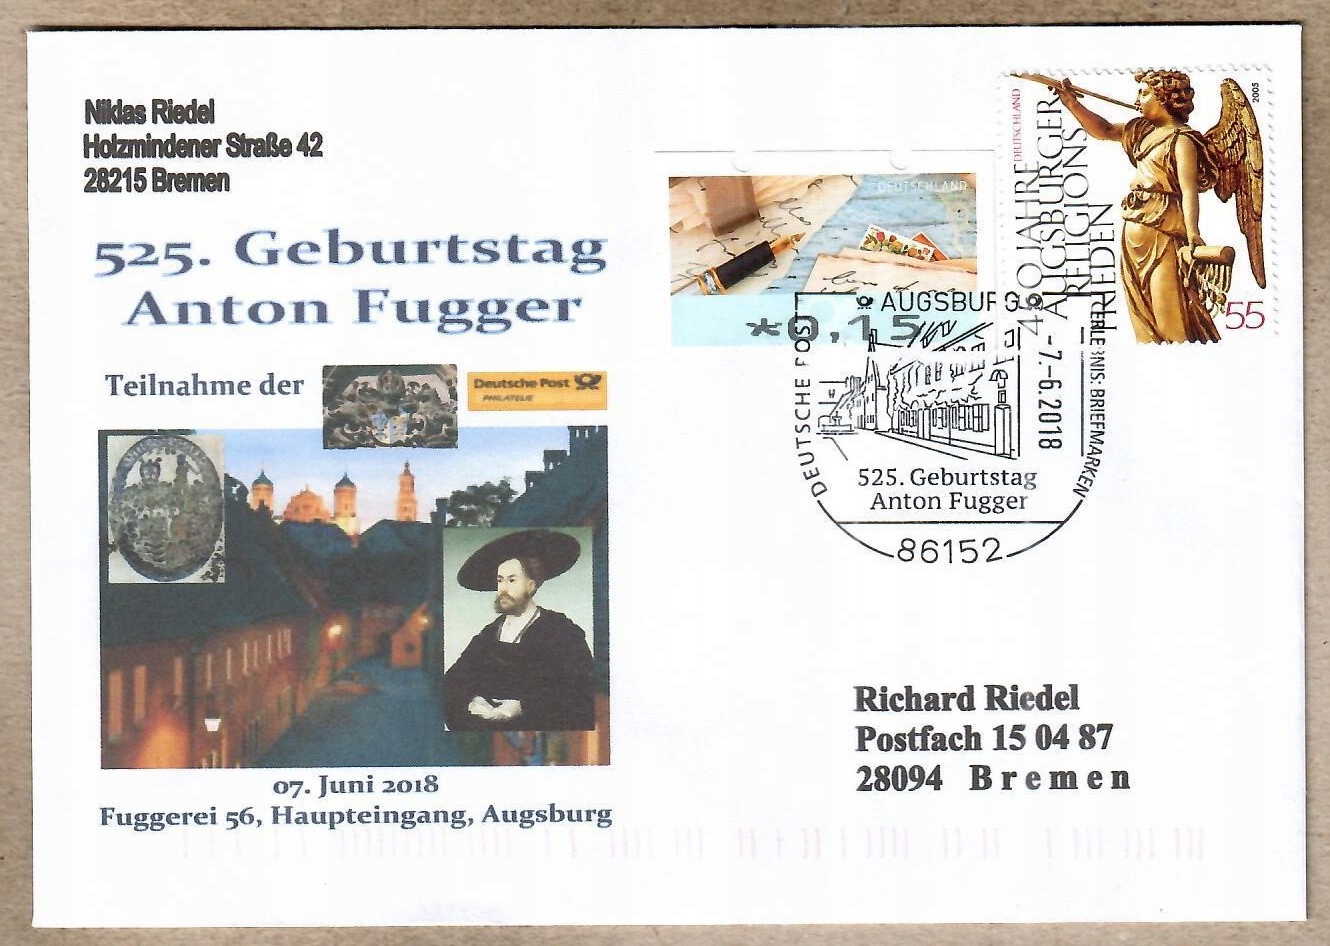 Niklas Riedel
Holzmindener Straße 42
28215 Bremen
525. Geburtstag
Anton Fugger
Teilnahme der
Deutsche Post
PHILATELIE
07. Juni 2018
Fuggerei 56, Haupteingang, Augsburg
DEUTSCHLAND
*0,15
DEUTSCHLAND
450 JAHRE
AUGSBURGER
RELIGIONS
FRIEDEN
2005
55
AUGSBURG
DEUTSCHE POST
-7.-6.2018
ERLEBNIS: BRIEFMARKEN
525. Geburtstag
Anton Fugger
86152
Richard Riedel
Postfach 15 04 87
28094 Bremen